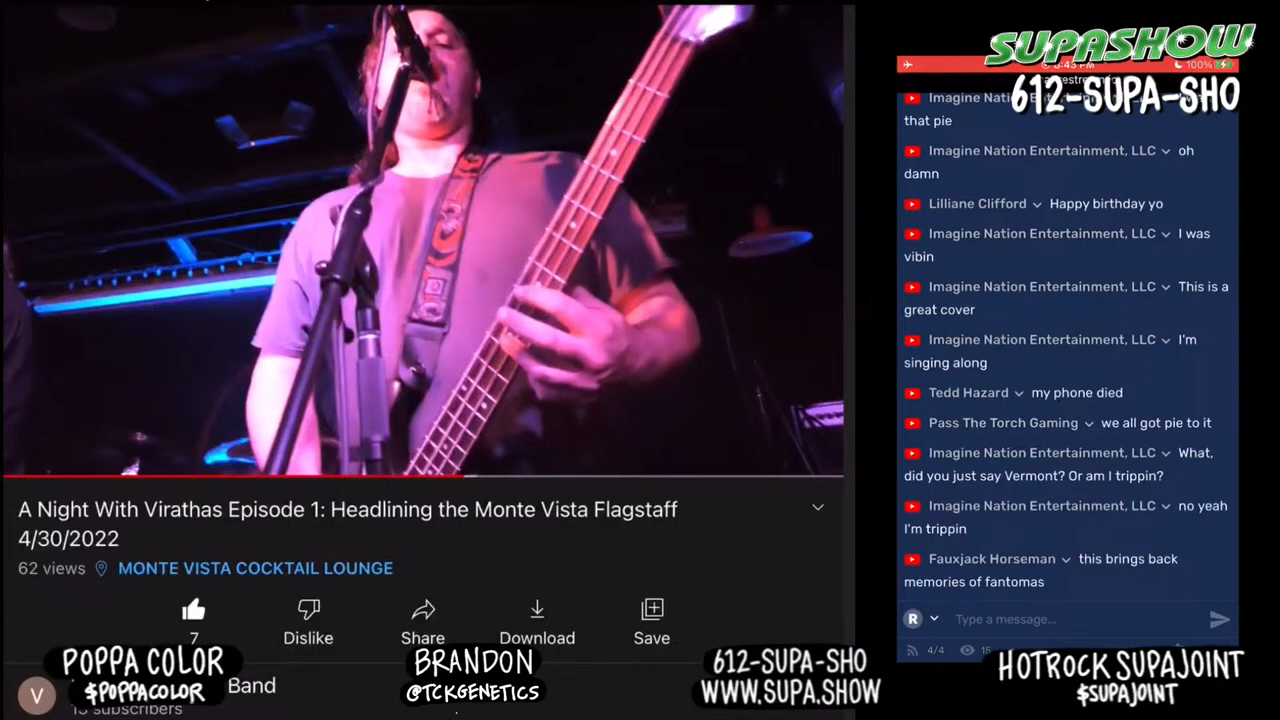 A Night With Virathas Episode 1: Headlining the Monte Vista Flagstaff
4/30/2022
62 views MONTE VISTA COCKTAIL LOUNGE
7
Dislike
Share
Download
Save
V
Band
subscribers
POPPA COLOR
$POPPACOLOR
BRANDON
@TCKGENETICS
612-SUPA-SHO
WWW.SUPA.SHOW
HOTROCK SUPAJOINT
$SUPAJOINT
SUPASHOW
612-SUPA-SHO
100%
Imagine Nation
that pie
Imagine Nation Entertainment, LLC oh
damn
Lilliane Clifford Happy birthday yo
Imagine Nation Entertainment, LLC I was
vibin
Imagine Nation Entertainment, LLC This is a
great cover
Imagine Nation Entertainment, LLC I'm
singing along
Tedd Hazard my phone died
Pass The Torch Gaming we all got pie to it
Imagine Nation Entertainment, LLC What,
did you just say Vermont? Or am I trippin?
Imagine Nation Entertainment, LLC no yeah
I'm trippin
Fauxjack Horseman this brings back
memories of fantomas
R Type a message...
4/4 15